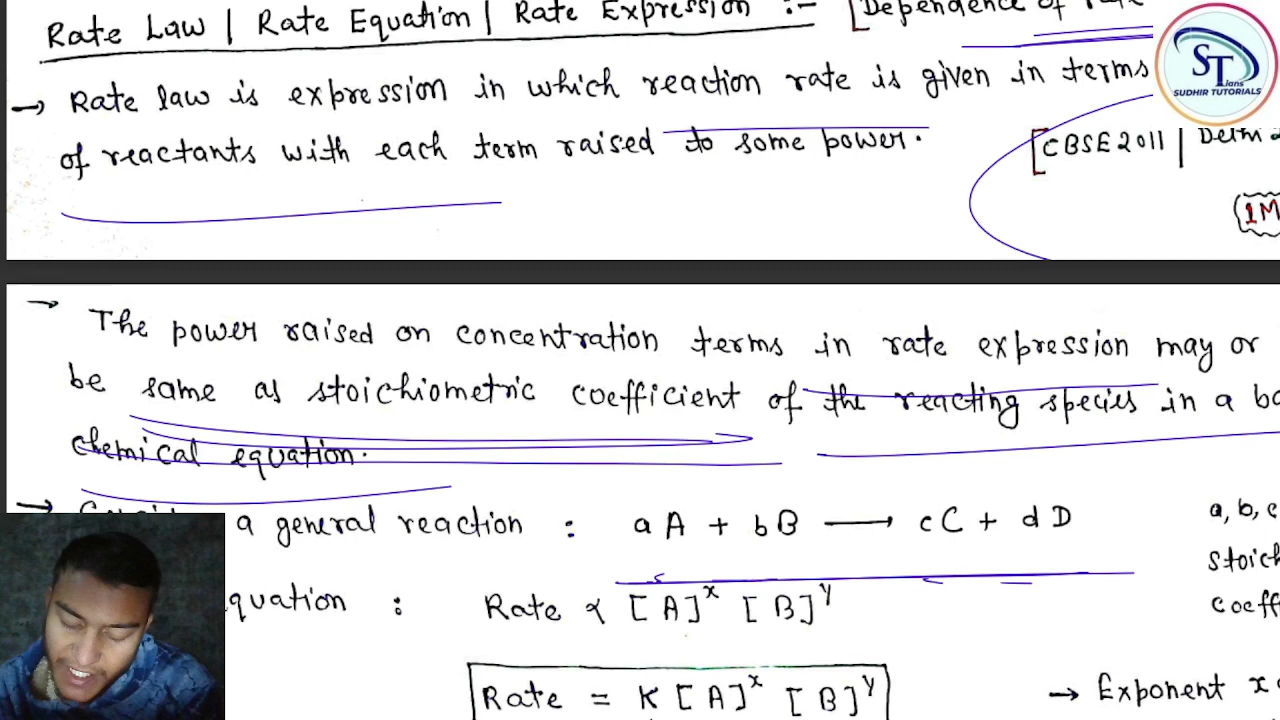 Rate Law | Rate Equation | Rate Expression :- [Dependence of rate
→ Rate law is expression in which reaction rate is given in terms
of reactants with each term raised to some power.
[CBSE 2011 | Delhi
1M
ST
ians
SUDHIR TUTORIALS
→ The power raised on concentration terms in rate expression may or
be same as stoichiometric coefficient of the reacting species in a
chemical equation.
→ a general reaction : aA + bB ⟶ cC + dD
a, b, c
quation : Rate ∝ [A]^x [B]^y
Rate = K [A]^x [B]^y
→ Exponent x